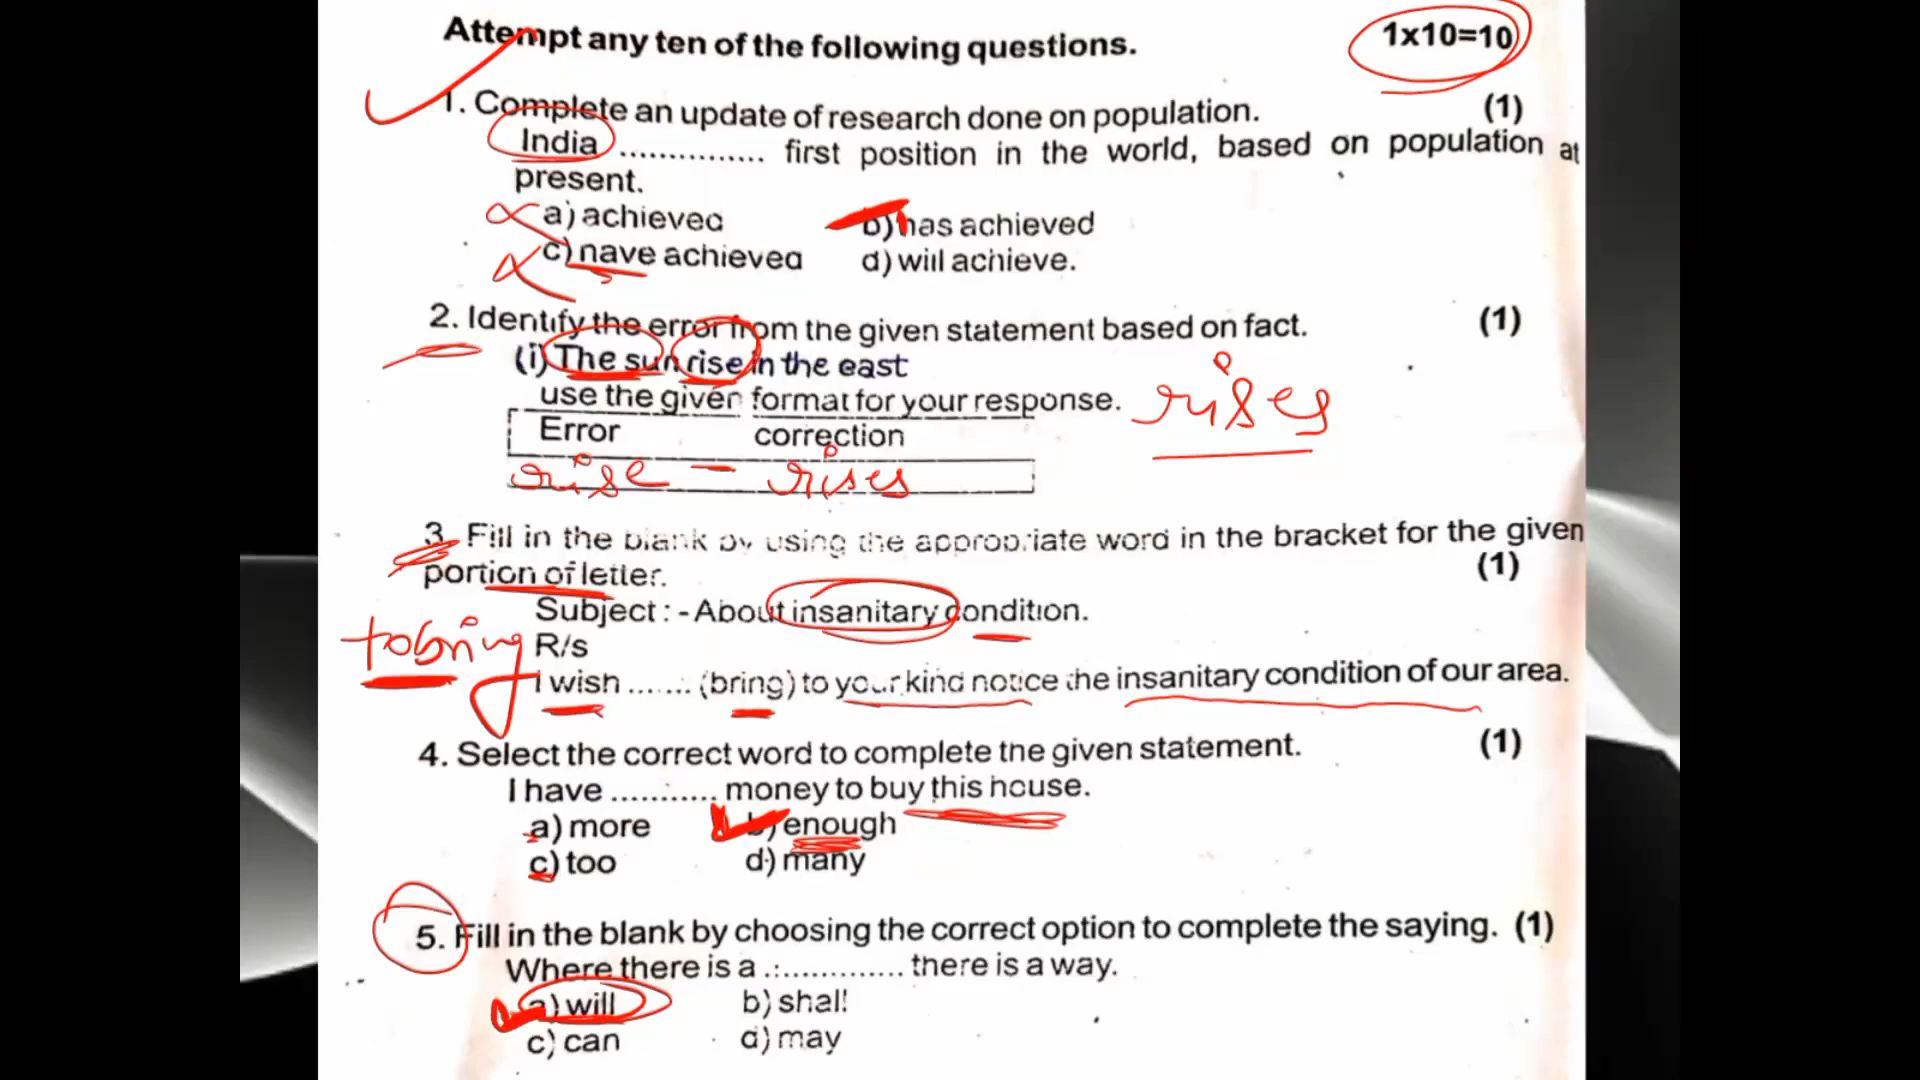 Attempt any ten of the following questions. 1x10=10
1. Complete an update of research done on population. (1)
India ............... first position in the world, based on population at
present.
a) achieved b) has achieved
c) have achieved d) will achieve.
2. Identify the error from the given statement based on fact. (1)
(i) The sun rise in the east
use the given format for your response. rises
Error correction
rise - rises
3. Fill in the blank by using the appropriate word in the bracket for the given
portion of letter. (1)
Subject : - About insanitary condition.
to bring R/s
I wish ....... (bring) to your kind notice the insanitary condition of our area.
4. Select the correct word to complete the given statement. (1)
I have ........... money to buy this house.
a) more b) enough
c) too d) many
5. Fill in the blank by choosing the correct option to complete the saying. (1)
Where there is a .:............. there is a way.
a) will b) shall
c) can d) may